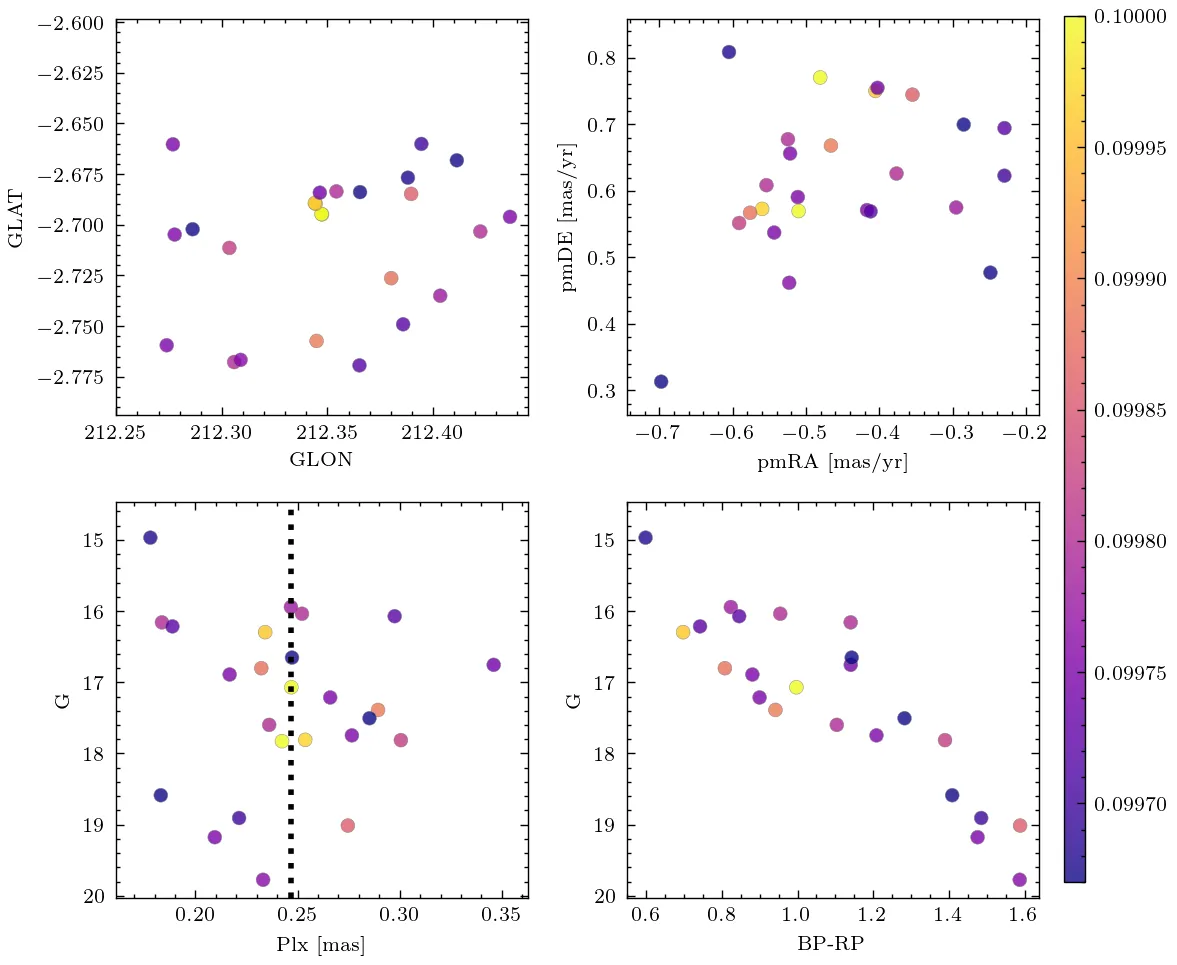 −2.600
−2.625
−2.650
−2.675
−2.700
−2.725
−2.750
−2.775
GLAT
212.25 212.30 212.35 212.40
GLON
0.8
0.7
0.6
0.5
0.4
0.3
pmDE [mas/yr]
−0.7 −0.6 −0.5 −0.4 −0.3 −0.2
pmRA [mas/yr]
15
16
17
18
19
20
G
0.20 0.25 0.30 0.35
Plx [mas]
15
16
17
18
19
20
G
0.6 0.8 1.0 1.2 1.4 1.6
BP-RP
0.10000
0.09995
0.09990
0.09985
0.09980
0.09975
0.09970